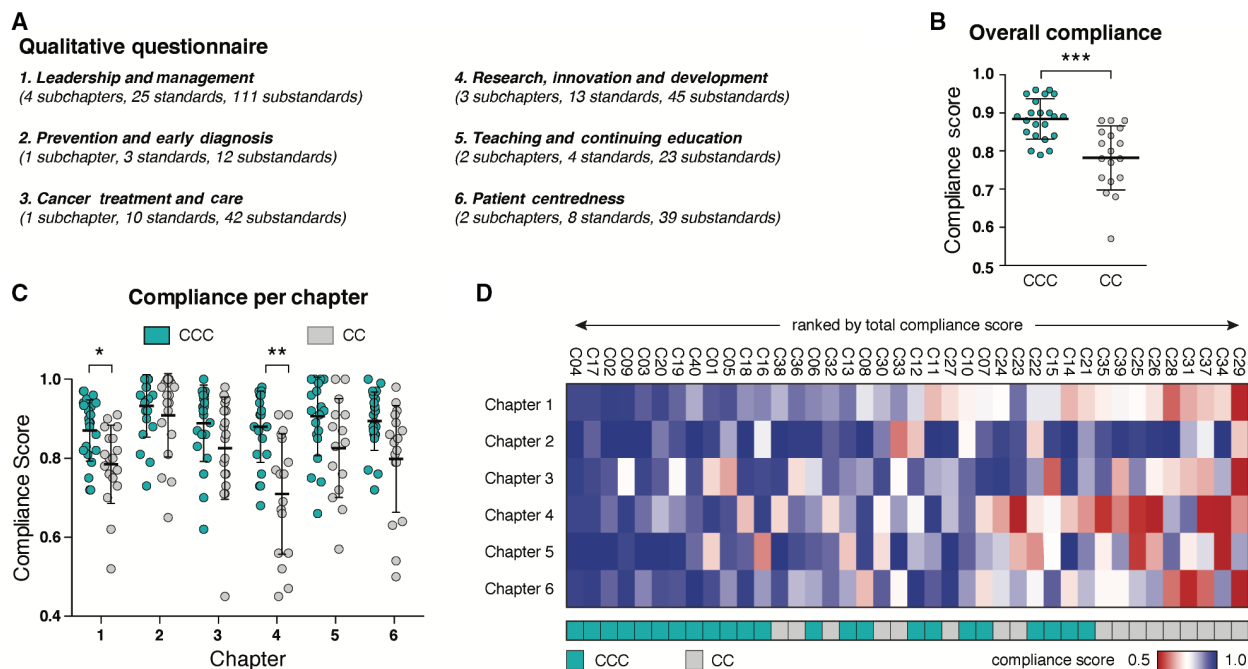 A
Qualitative questionnaire
1. Leadership and management
(4 subchapters, 25 standards, 111 substandards)
2. Prevention and early diagnosis
(1 subchapter, 3 standards, 12 substandards)
3. Cancer treatment and care
(1 subchapter, 10 standards, 42 substandards)
4. Research, innovation and development
(3 subchapters, 13 standards, 45 substandards)
5. Teaching and continuing education
(2 subchapters, 4 standards, 23 substandards)
6. Patient centredness
(2 subchapters, 8 standards, 39 substandards)
B
Overall compliance
***
Compliance score
1.0
0.9
0.8
0.7
0.6
0.5
CCC CC
C
Compliance per chapter
CCC CC
* **
Compliance Score
1.0
0.8
0.6
0.4
1 2 3 4 5 6
Chapter
D
ranked by total compliance score
C04 C17 C02 C09 C03 C20 C19 C40 C01 C05 C18 C16 C38 C36 C06 C32 C13 C08 C30 C33 C12 C11 C27 C10 C07 C24 C23 C22 C15 C14 C21 C35 C39 C25 C26 C28 C31 C37 C34 C29
Chapter 1
Chapter 2
Chapter 3
Chapter 4
Chapter 5
Chapter 6
CCC CC compliance score 0.5 1.0